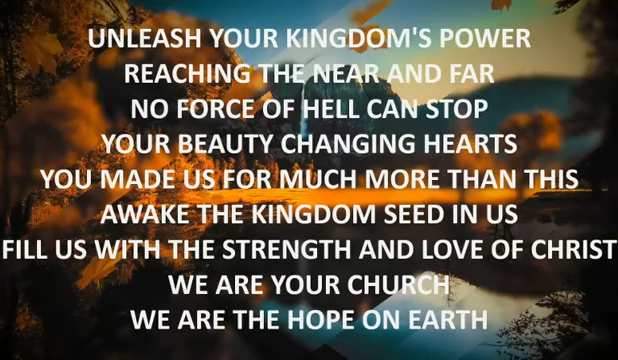 UNLEASH YOUR KINGDOM'S POWER
REACHING THE NEAR AND FAR
NO FORCE OF HELL CAN STOP
YOUR BEAUTY CHANGING HEARTS
YOU MADE US FOR MUCH MORE THAN THIS
AWAKE THE KINGDOM SEED IN US
FILL US WITH THE STRENGTH AND LOVE OF CHRIST
WE ARE YOUR CHURCH
WE ARE THE HOPE ON EARTH